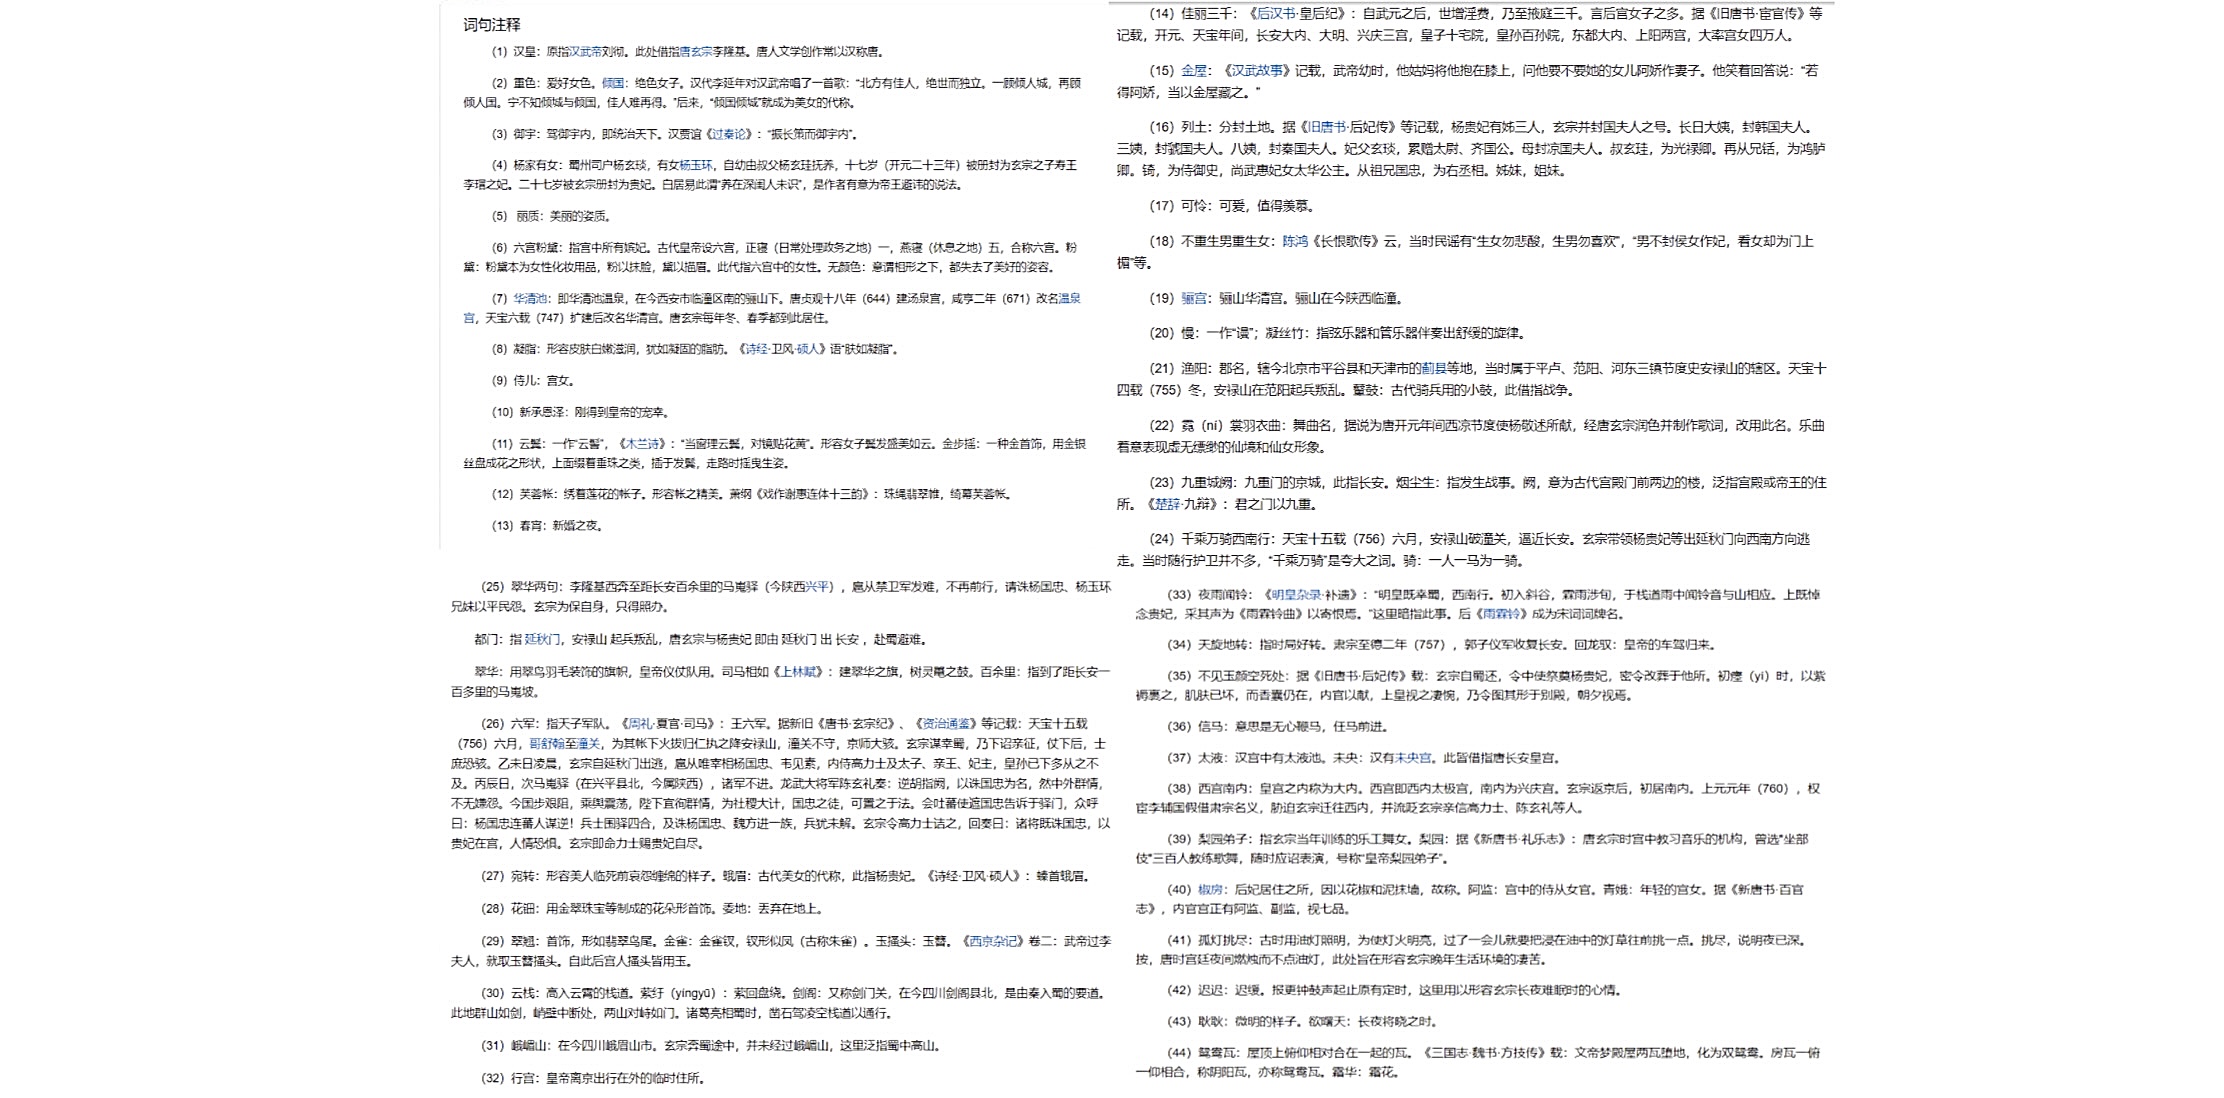 词句注释
（1）汉皇：原指汉武帝刘彻。此处借指唐玄宗李隆基。唐人文学创作常以汉称唐。
（2）重色：爱好女色。倾国：绝色女子。汉代李延年对汉武帝唱了一首歌：“北方有佳人，绝世而独立。一顾倾人城，再顾
倾人国。宁不知倾城与倾国，佳人难再得。”后来，“倾国倾城”就成为美女的代称。
（3）御宇：驾御宇内，即统治天下。汉贾谊《过秦论》：“振长策而御宇内”。
（4）杨家有女：蜀州司户杨玄琰，有女杨玉环，自幼由叔父杨玄珪抚养，十七岁（开元二十三年）被册封为玄宗之子寿王
李瑁之妃。二十七岁被玄宗册封为贵妃。白居易此谓“养在深闺人未识”，是作者有意为帝王避讳的说法。
（5） 丽质：美丽的姿质。
（6）六宫粉黛：指宫中所有嫔妃。古代皇帝设六宫，正寝（日常处理政务之地）一，燕寝（休息之地）五，合称六宫。粉
黛：粉黛本为女性化妆用品，粉以抹脸，黛以描眉。此代指六宫中的女性。无颜色：意谓相形之下，都失去了美好的姿容。
（7）华清池：即华清池温泉，在今西安市临潼区南的骊山下。唐贞观十八年（644）建汤泉宫，咸亨二年（671）改名温泉
宫，天宝六载（747）扩建后改名华清宫。唐玄宗每年冬、春季都到此居住。
（8）凝脂：形容皮肤白嫩滋润，犹如凝固的脂肪。《诗经·卫风·硕人》语“肤如凝脂”。
（9）侍儿：宫女。
（10）新承恩泽：刚得到皇帝的宠幸。
（11）云鬓：一作“云髻”，《木兰诗》：“当窗理云鬓，对镜贴花黄”。形容女子鬓发盛美如云。金步摇：一种金首饰，用金银
丝盘成花之形状，上面缀着垂珠之类，插于发鬓，走路时摇曳生姿。
（12）芙蓉帐：绣着莲花的帐子。形容帐之精美。萧纲《戏作谢惠连体十三韵》：珠绳翡翠帷，绮幕芙蓉帐。
（13）春宵：新婚之夜。
（14）佳丽三千：《后汉书·皇后纪》：自武元之后，世增淫费，乃至掖庭三千。言后宫女子之多。据《旧唐书·宦官传》等
记载，开元、天宝年间，长安大内、大明、兴庆三宫，皇子十宅院，皇孙百孙院，东都大内、上阳两宫，大率宫女四万人。
（15）金屋：《汉武故事》记载，武帝幼时，他姑妈将他抱在膝上，问他要不要她的女儿阿娇作妻子。他笑着回答说：“若
得阿娇，当以金屋藏之。”
（16）列土：分封土地。据《旧唐书·后妃传》等记载，杨贵妃有姊三人，玄宗并封国夫人之号。长日大姨，封韩国夫人。
三姨，封虢国夫人。八姨，封秦国夫人。妃父玄琰，累赠太尉、齐国公。母封凉国夫人。叔玄珪，为光禄卿。再从兄铦，为鸿胪
卿。锜，为侍御史，尚武惠妃女太华公主。从祖兄国忠，为右丞相。姊妹，姐妹。
（17）可怜：可爱，值得羡慕。
（18）不重生男重生女：陈鸿《长恨歌传》云，当时民谣有“生女勿悲酸，生男勿喜欢”，“男不封侯女作妃，看女却为门上
楣”等。
（19）骊宫：骊山华清宫。骊山在今陕西临潼。
（20）慢：一作“谩”；凝丝竹：指弦乐器和管乐器伴奏出舒缓的旋律。
（21）渔阳：郡名，辖今北京市平谷县和天津市的蓟县等地，当时属于平卢、范阳、河东三镇节度史安禄山的辖区。天宝十
四载（755）冬，安禄山在范阳起兵叛乱。鼙鼓：古代骑兵用的小鼓，此借指战争。
（22）霓（ní）裳羽衣曲：舞曲名，据说为唐开元年间西凉节度使杨敬述所献，经唐玄宗润色并制作歌词，改用此名。乐曲
着意表现虚无缥缈的仙境和仙女形象。
（23）九重城阙：九重门的京城，此指长安。烟尘生：指发生战事。阙，意为古代宫殿门前两边的楼，泛指宫殿或帝王的住
所。《楚辞·九辩》：君之门以九重。
（24）千乘万骑西南行：天宝十五载（756）六月，安禄山破潼关，逼近长安。玄宗带领杨贵妃等出延秋门向西南方向逃
走。当时随行护卫并不多，“千乘万骑”是夸大之词。骑：一人一马为一骑。
（25）翠华两句：李隆基西奔至距长安百余里的马嵬驿（今陕西兴平），扈从禁卫军发难，不再前行，请诛杨国忠、杨玉环
兄妹以平民怨。玄宗为保自身，只得照办。
都门：指 延秋门，安禄山 起兵叛乱，唐玄宗与杨贵妃 即由 延秋门 出 长安 ，赴蜀避难。
翠华：用翠鸟羽毛装饰的旗帜，皇帝仪仗队用。司马相如《上林赋》：建翠华之旗，树灵鼍之鼓。百余里：指到了距长安一
百多里的马嵬坡。
（26）六军：指天子军队。《周礼·夏官·司马》：王六军。据新旧《唐书·玄宗纪》、《资治通鉴》等记载：天宝十五载
（756）六月，哥舒翰至潼关，为其帐下火拔归仁执之降安禄山，潼关不守，京师大骇。玄宗谋幸蜀，乃下诏亲征，仗下后，士
庶恐骇。乙未日凌晨，玄宗自延秋门出逃，扈从唯宰相杨国忠、韦见素，内侍高力士及太子、亲王、妃主，皇孙已下多从之不
及。丙辰日，次马嵬驿（在兴平县北，今属陕西），诸军不进。龙武大将军陈玄礼奏：逆胡指阙，以诛国忠为名，然中外群情，
不无嫌怨。今国步艰阻，乘舆震荡，陛下宜徇群情，为社稷大计，国忠之徒，可置之于法。会吐蕃使遮国忠告诉于驿门，众呼
曰：杨国忠连蕃人谋逆！兵士围驿四合，及诛杨国忠、魏方进一族，兵犹未解。玄宗令高力士诘之，回奏曰：诸将既诛国忠，以
贵妃在宫，人情恐惧。玄宗即命力士赐贵妃自尽。
（27）宛转：形容美人临死前哀怨缠绵的样子。蛾眉：古代美女的代称，此指杨贵妃。《诗经·卫风·硕人》：螓首蛾眉。
（28）花钿：用金翠珠宝等制成的花朵形首饰。委地：丢弃在地上。
（29）翠翘：首饰，形如翡翠鸟尾。金雀：金雀钗，钗形似凤（古称朱雀）。玉搔头：玉簪。《西京杂记》卷二：武帝过李
夫人，就取玉簪搔头。自此后宫人搔头皆用玉。
（30）云栈：高入云霄的栈道。萦纡（yíngyū）：萦回盘绕。剑阁：又称剑门关，在今四川剑阁县北，是由秦入蜀的要道。
此地群山如剑，峭壁中断处，两山对峙如门。诸葛亮相蜀时，凿石驾凌空栈道以通行。
（31）峨嵋山：在今四川峨眉山市。玄宗奔蜀途中，并未经过峨嵋山，这里泛指蜀中高山。
（32）行宫：皇帝离京出行在外的临时住所。
（33）夜雨闻铃：《明皇杂录·补遗》：“明皇既幸蜀，西南行。初入斜谷，霖雨涉旬，于栈道雨中闻铃音与山相应。上既悼
念贵妃，采其声为《雨霖铃曲》以寄恨焉。”这里暗指此事。后《雨霖铃》成为宋词词牌名。
（34）天旋地转：指时局好转。肃宗至德二年（757），郭子仪军收复长安。回龙驭：皇帝的车驾归来。
（35）不见玉颜空死处：据《旧唐书·后妃传》载：玄宗自蜀还，令中使祭奠杨贵妃，密令改葬于他所。初瘗（yì）时，以紫
褥裹之，肌肤已坏，而香囊仍在，内官以献，上皇视之凄惋，乃令图其形于别殿，朝夕视焉。
（36）信马：意思是无心鞭马，任马前进。
（37）太液：汉宫中有太液池。未央：汉有未央宫。此皆借指唐长安皇宫。
（38）西宫南内：皇宫之内称为大内。西宫即西内太极宫，南内为兴庆宫。玄宗返京后，初居南内。上元元年（760），权
宦李辅国假借肃宗名义，胁迫玄宗迁往西内，并流贬玄宗亲信高力士、陈玄礼等人。
（39）梨园弟子：指玄宗当年训练的乐工舞女。梨园：据《新唐书·礼乐志》：唐玄宗时宫中教习音乐的机构，曾选“坐部
伎”三百人教练歌舞，随时应诏表演，号称“皇帝梨园弟子”。
（40）椒房：后妃居住之所，因以花椒和泥抹墙，故称。阿监：宫中的侍从女官。青娥：年轻的宫女。据《新唐书·百官
志》，内官宫正有阿监、副监，视七品。
（41）孤灯挑尽：古时用油灯照明，为使灯火明亮，过了一会儿就要把浸在油中的灯草往前挑一点。挑尽，说明夜已深。
按，唐时宫廷夜间燃烛而不点油灯，此处旨在形容玄宗晚年生活环境的凄苦。
（42）迟迟：迟缓。报更钟鼓声起止原有定时，这里用以形容玄宗长夜难眠时的心情。
（43）耿耿：微明的样子。欲曙天：长夜将晓之时。
（44）鸳鸯瓦：屋顶上俯仰相对合在一起的瓦。《三国志·魏书·方技传》载：文帝梦殿屋两瓦堕地，化为双鸳鸯。房瓦一俯
一仰相合，称阴阳瓦，亦称鸳鸯瓦。霜华：霜花。